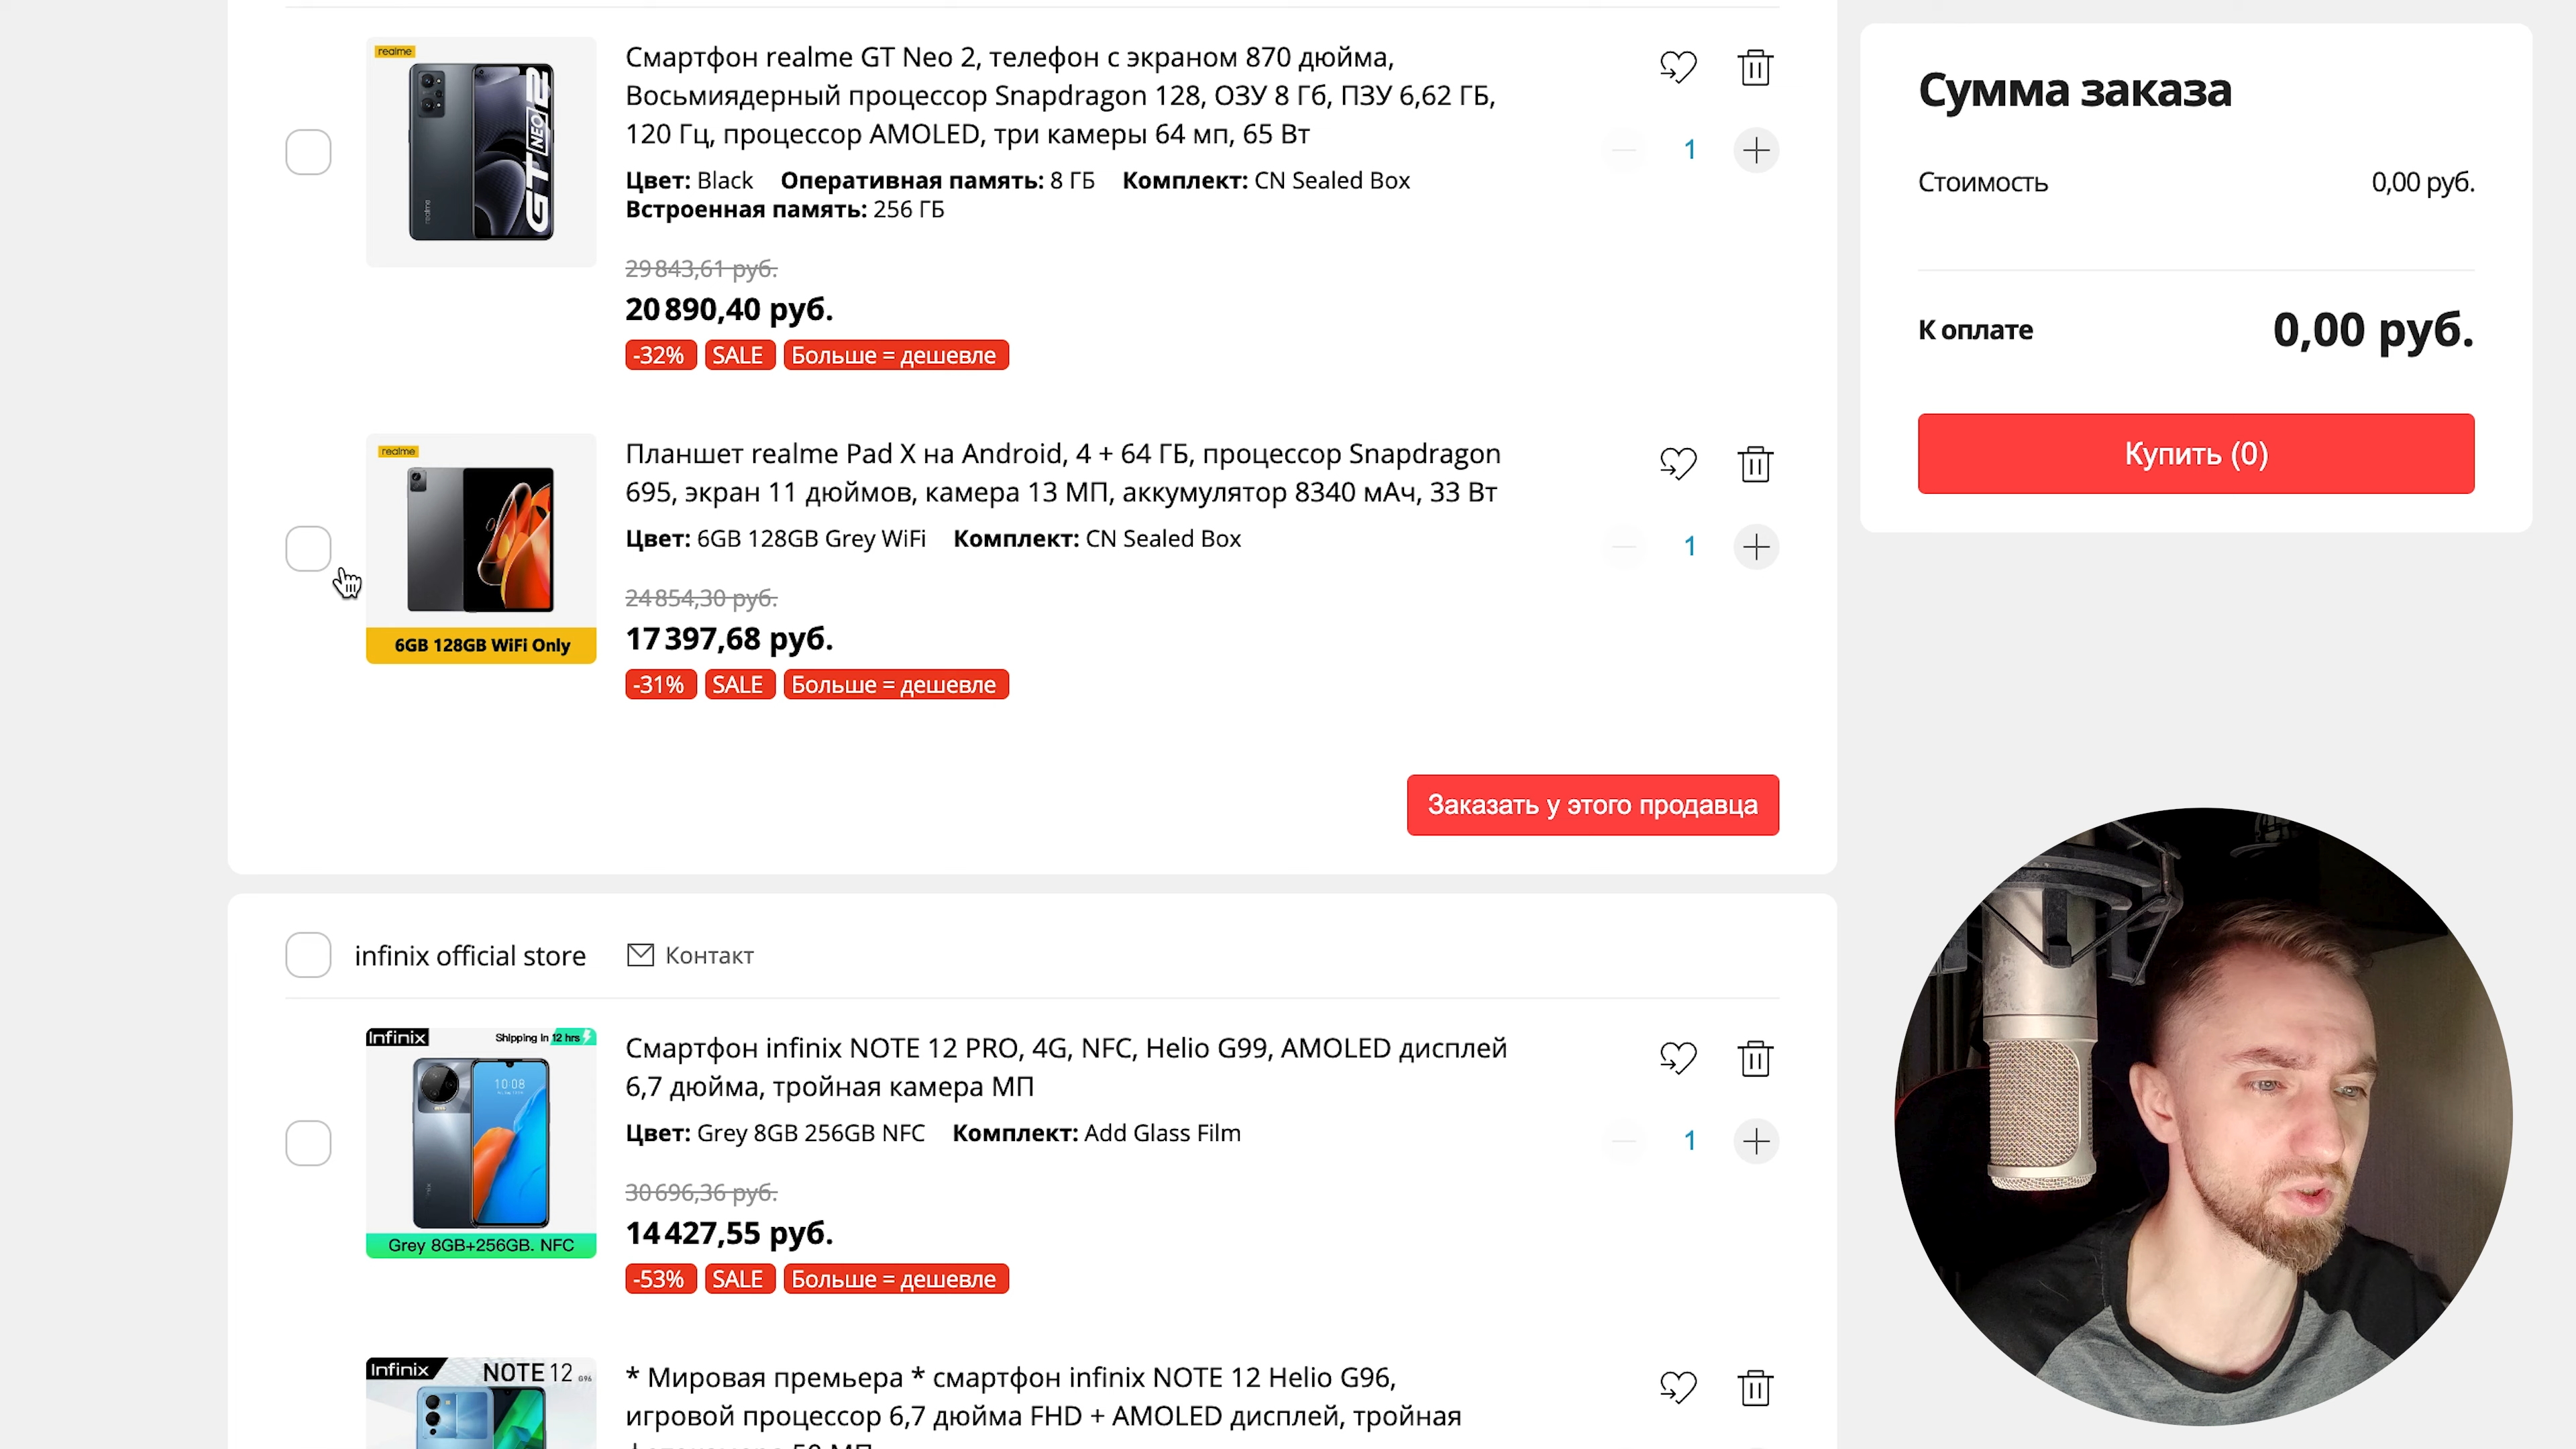 realme
GT NEO 2
realme
Смартфон realme GT Neo 2, телефон с экраном 870 дюйма,
Восьмиядерный процессор Snapdragon 128, ОЗУ 8 Гб, ПЗУ 6,62 ГБ,
120 Гц, процессор AMOLED, три камеры 64 мп, 65 Вт
1
Цвет: Black Оперативная память: 8 ГБ Комплект: CN Sealed Box
Встроенная память: 256 ГБ
29 843,61 руб.
20 890,40 руб.
-32% SALE Больше = дешевле
realme
6GB 128GB WiFi Only
Планшет realme Pad X на Android, 4 + 64 ГБ, процессор Snapdragon
695, экран 11 дюймов, камера 13 МП, аккумулятор 8340 мАч, 33 Вт
1
Цвет: 6GB 128GB Grey WiFi Комплект: CN Sealed Box
24 854,30 руб.
17 397,68 руб.
-31% SALE Больше = дешевле
Заказать у этого продавца
infinix official store Контакт
Infinix Shipping In 12 hrs
10:08
Grey 8GB+256GB. NFC
Смартфон infinix NOTE 12 PRO, 4G, NFC, Helio G99, AMOLED дисплей
6,7 дюйма, тройная камера МП
1
Цвет: Grey 8GB 256GB NFC Комплект: Add Glass Film
30 696,36 руб.
14 427,55 руб.
-53% SALE Больше = дешевле
Infinix NOTE 12 G96
* Мировая премьера * смартфон infinix NOTE 12 Helio G96,
игровой процессор 6,7 дюйма FHD + AMOLED дисплей, тройная
Сумма заказа
Стоимость 0,00 руб.
К оплате 0,00 руб.
Купить (0)